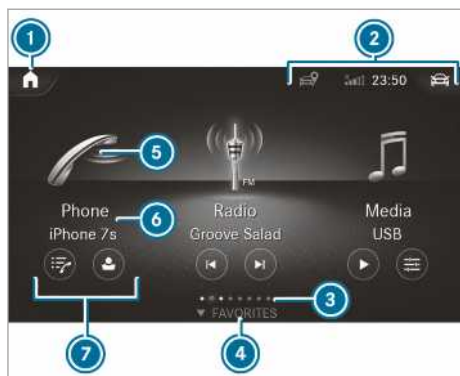 1
2
23:50
5
FM
Phone
6
Radio
Media
iPhone 7s
Groove Salad
USB
3
FAVORITES
7
4